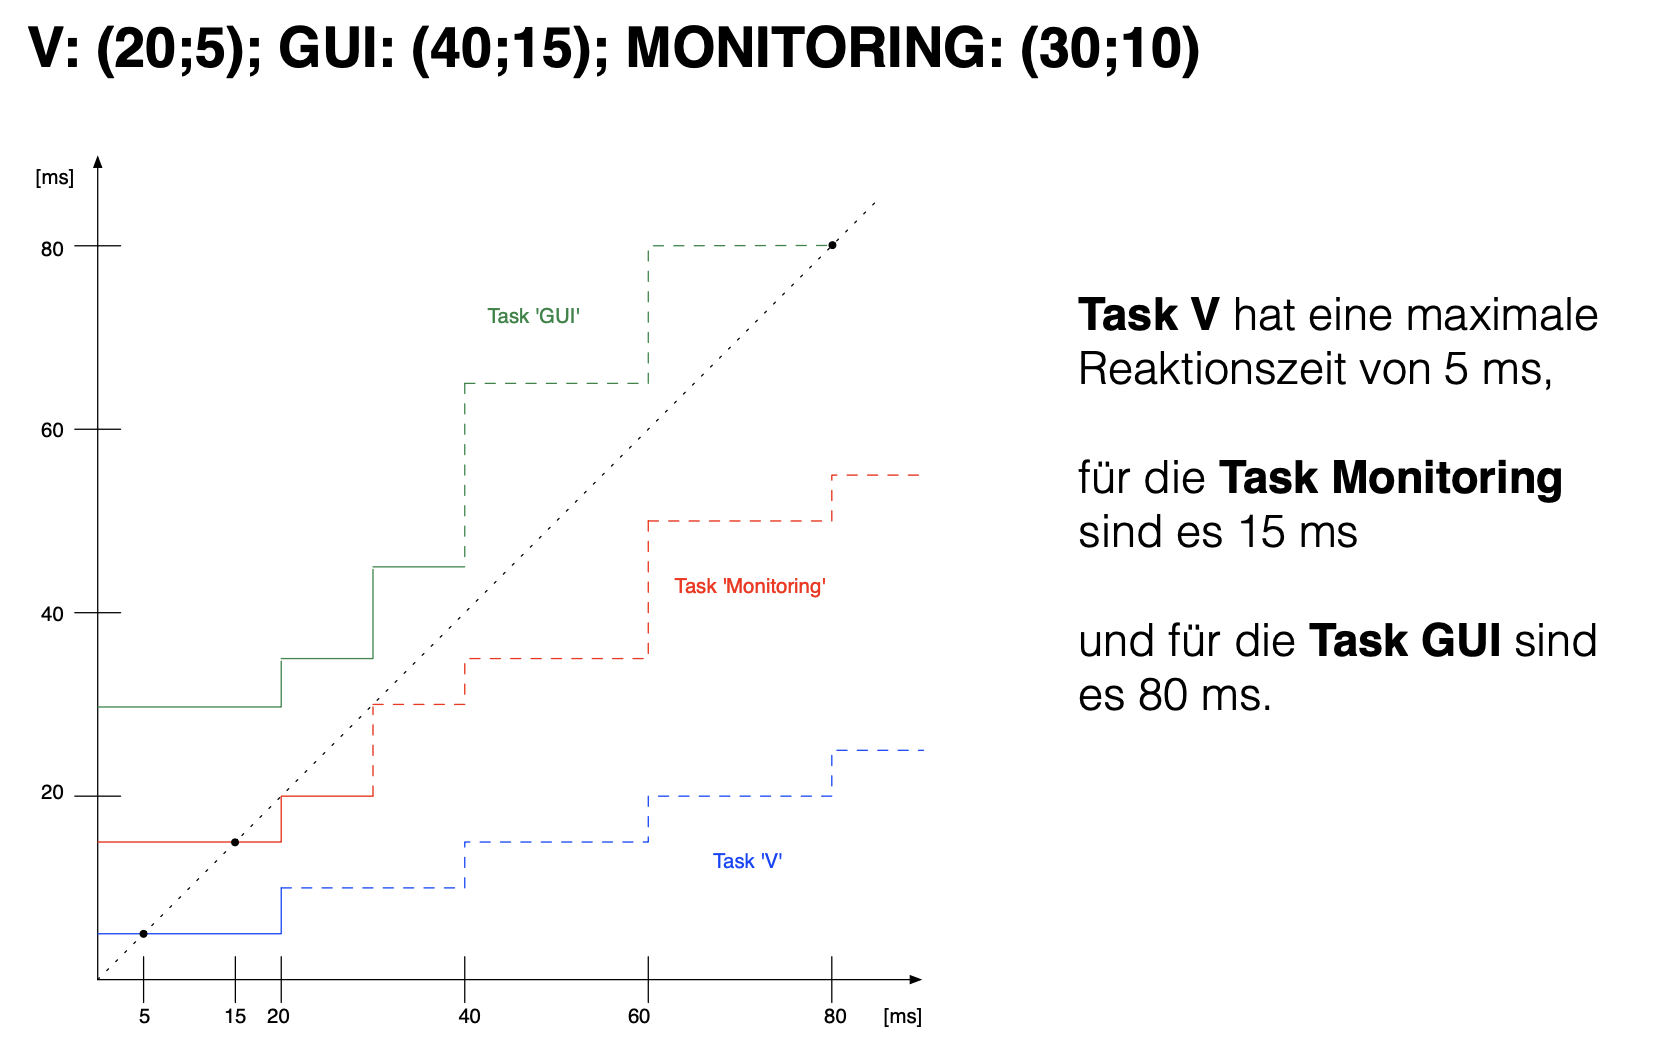 V: (20;5); GUI: (40;15); MONITORING: (30;10)
[ms]
80
60
40
20
Task 'GUI'
Task 'Monitoring'
Task 'V'
5
15
20
40
60
80
[ms]
Task V hat eine maximale
Reaktionszeit von 5 ms,
für die Task Monitoring
sind es 15 ms
und für die Task GUI sind
es 80 ms.